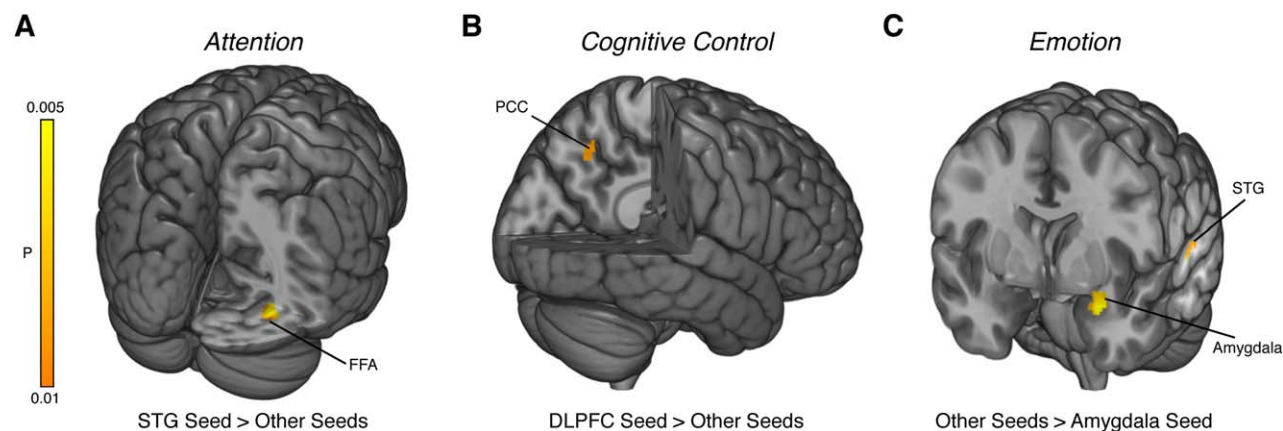 A
Attention
0.005
P
0.01
FFA
STG Seed > Other Seeds
B
Cognitive Control
PCC
DLPFC Seed > Other Seeds
C
Emotion
STG
Amygdala
Other Seeds > Amygdala Seed